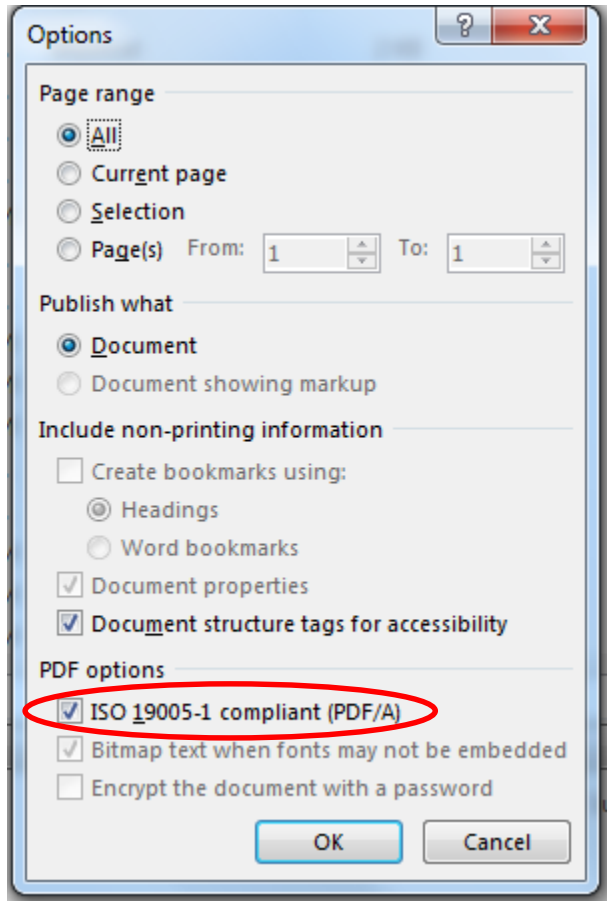 Options
Page range
All
Current page
Selection
Page(s) From: 1 To: 1
Publish what
Document
Document showing markup
Include non-printing information
Create bookmarks using:
Headings
Word bookmarks
Document properties
Document structure tags for accessibility
PDF options
ISO 19005-1 compliant (PDF/A)
Bitmap text when fonts may not be embedded
Encrypt the document with a password
OK Cancel